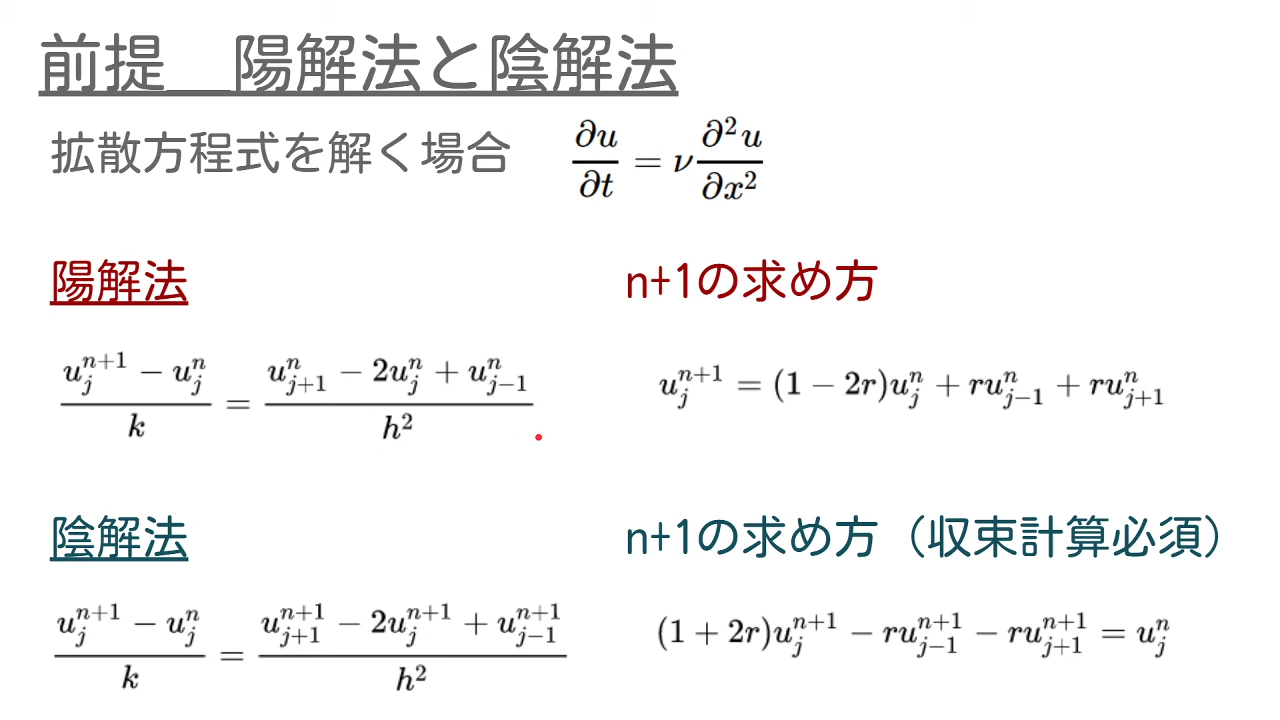 前提　陽解法と陰解法
拡散方程式を解く場合 ∂u/∂t = ν ∂²u/∂x²
陽解法 n+1の求め方
(u_j^{n+1} − u_j^n)/k = (u_{j+1}^n − 2u_j^n + u_{j−1}^n)/h² u_j^{n+1} = (1 − 2r)u_j^n + ru_{j−1}^n + ru_{j+1}^n
陰解法 n+1の求め方（収束計算必須）
(u_j^{n+1} − u_j^n)/k = (u_{j+1}^{n+1} − 2u_j^{n+1} + u_{j−1}^{n+1})/h² (1 + 2r)u_j^{n+1} − ru_{j−1}^{n+1} − ru_{j+1}^{n+1} = u_j^n